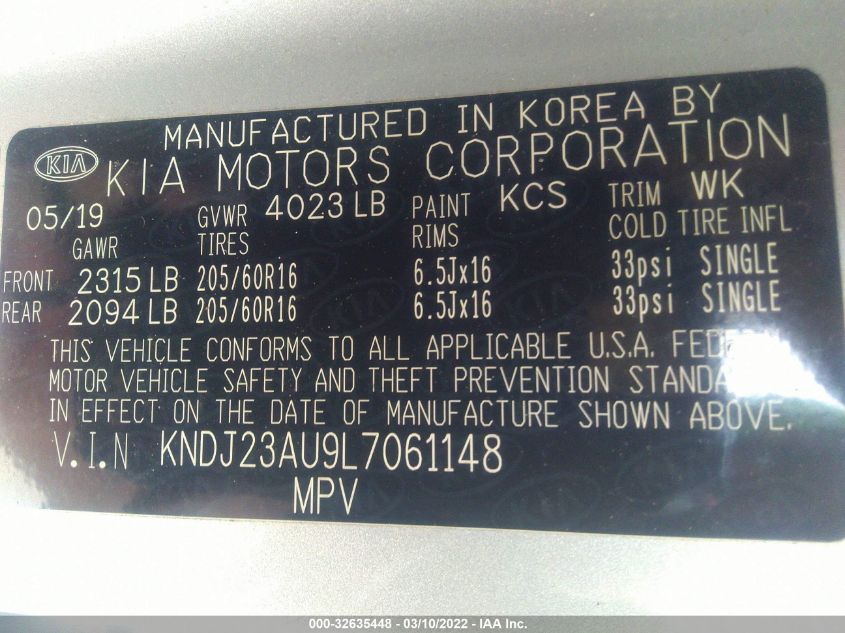 MANUFACTURED IN KOREA BY
KIA KIA MOTORS CORPORATION
05/19 GVWR 4023 LB PAINT KCS TRIM WK
GAWR TIRES RIMS COLD TIRE INFL
FRONT 2315 LB 205/60R16 6.5Jx16 33psi SINGLE
REAR 2094 LB 205/60R16 6.5Jx16 33psi SINGLE
THIS VEHICLE CONFORMS TO ALL APPLICABLE U.S.A.
MOTOR VEHICLE SAFETY AND THEFT PREVENTION
IN EFFECT ON THE DATE OF MANUFACTURE SHOWN ABOVE.
V.I.N KNDJ23AU9L7061148
MPV
000-32635448 - 03/10/2022 - IAA Inc.